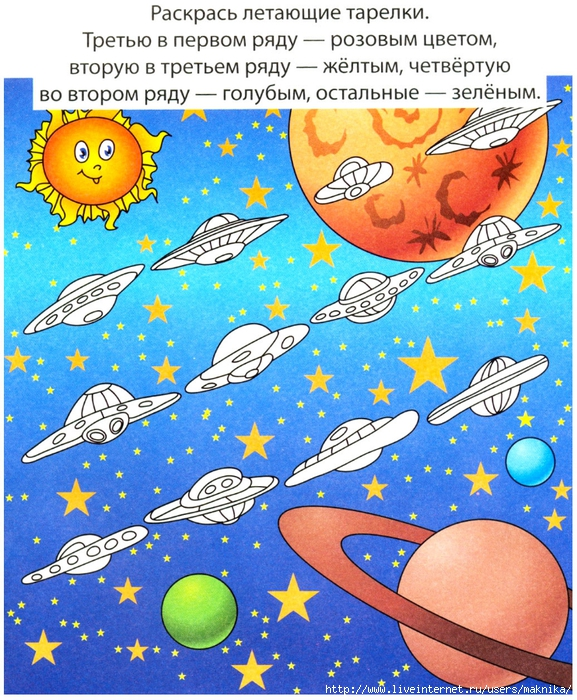 Раскрась летающие тарелки.
Третью в первом ряду — розовым цветом,
вторую в третьем ряду — жёлтым, четвёртую
во втором ряду — голубым, остальные — зелёным.
http://www.liveinternet.ru/users/maknika/